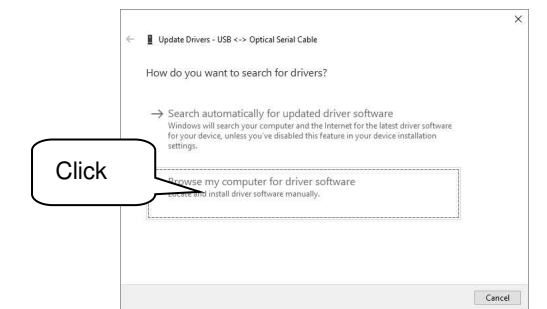 Update Drivers - USB <-> Optical Serial Cable
How do you want to search for drivers?
Search automatically for updated driver software
Windows will search your computer and the Internet for the latest driver software
for your device, unless you've disabled this feature in your device installation
settings.
Click
Browse my computer for driver software
Locate and install driver software manually.
Cancel